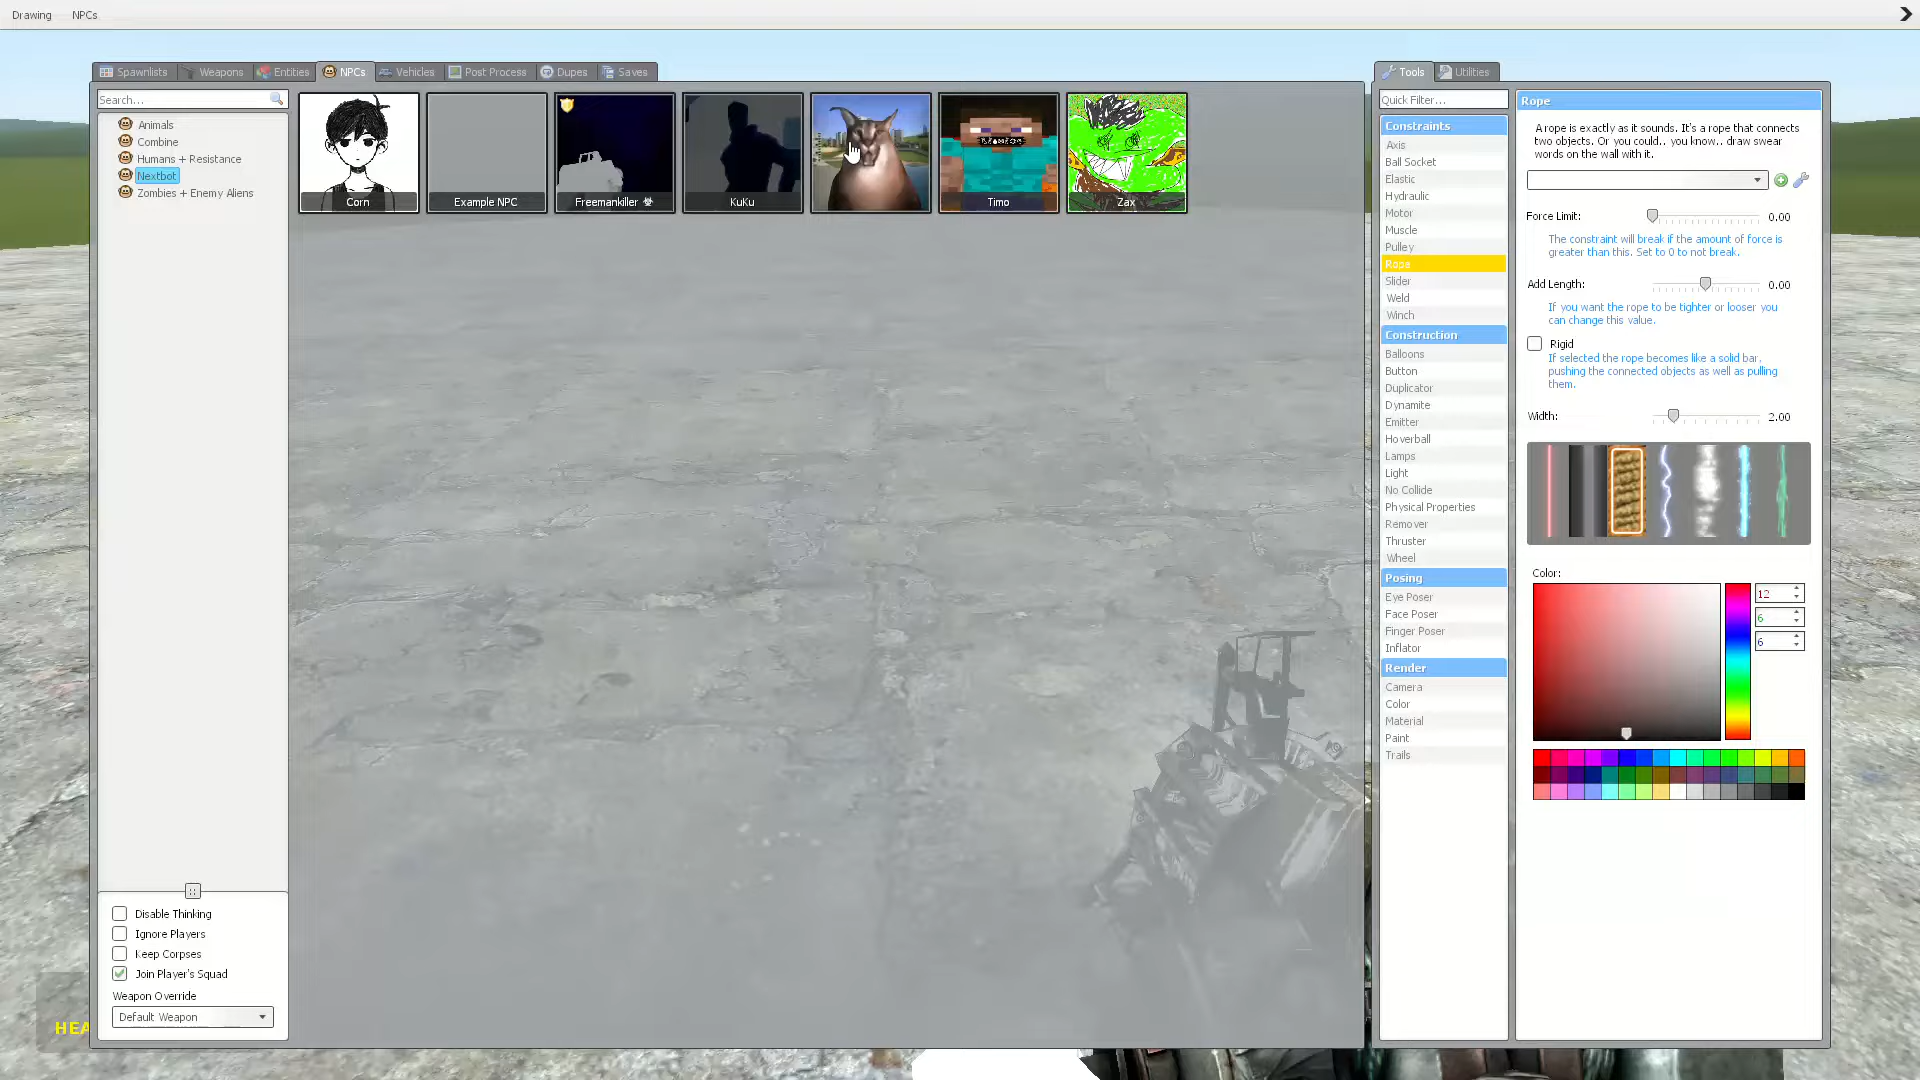 Drawing NPCs
Spawnlists Weapons Entities NPCs Vehicles Post Process Dupes Saves
Search...
Animals
Combine
Humans + Resistance
Nextbot
Zombies + Enemy Aliens
Corn
Example NPC
Freemankiller
KuKu
Timo
Zax
Disable Thinking
Ignore Players
Keep Corpses
Join Player's Squad
Weapon Override
Default Weapon
HEA
Tools Utilities
Quick Filter...
Constraints
Axis
Ball Socket
Elastic
Hydraulic
Motor
Muscle
Pulley
Rope
Slider
Weld
Winch
Construction
Balloons
Button
Duplicator
Dynamite
Emitter
Hoverball
Lamps
Light
No Collide
Physical Properties
Remover
Thruster
Wheel
Posing
Eye Poser
Face Poser
Finger Poser
Inflator
Render
Camera
Color
Material
Paint
Trails
Rope
A rope is exactly as it sounds. It's a rope that connects
two objects. Or you could.. you know.. draw swear
words on the wall with it.
Force Limit: 0.00
The constraint will break if the amount of force is
greater than this. Set to 0 to not break.
Add Length: 0.00
If you want the rope to be tighter or looser you
can change this value.
Rigid
If selected the rope becomes like a solid bar,
pushing the connected objects as well as pulling
them.
Width: 2.00
Color:
12
6
6